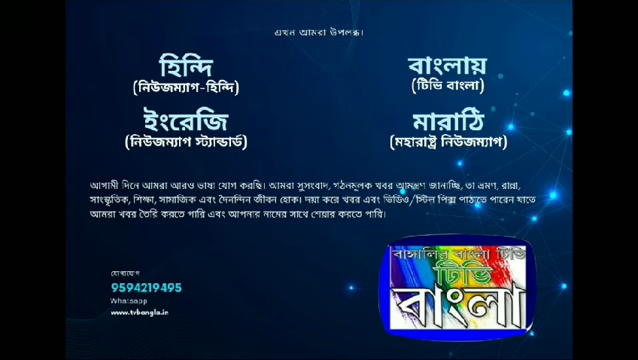 এখন আমরা উপলব্ধ।
হিন্দি
(নিউজম্যাগ-হিন্দি)
বাংলায়
(টিভি বাংলা)
ইংরেজি
(নিউজম্যাগ স্ট্যান্ডার্ড)
মারাঠি
(মহারাষ্ট্র নিউজম্যাগ)
আগামী দিনে আমরা আরও ভাষা যোগ করছি। আমরা সুসংবাদ, গঠনমূলক খবর আমন্ত্রণ জানাচ্ছি, তা ভ্রমণ, রান্না,
সাংস্কৃতিক, শিক্ষা, সামাজিক এবং দৈনন্দিন জীবন হোক। দয়া করে খবর এবং ভিডিও/স্টিল পিক্স পাঠাতে পারেন যাতে
আমরা খবর তৈরি করতে পারি এবং আপনার নামের সাথে শেয়ার করতে পারি।
যোগাযোগ
9594219495
Whatsapp
www.tvbangla.in
বাঙ্গালির বাংলা টিভি
টিভি
বাংলা